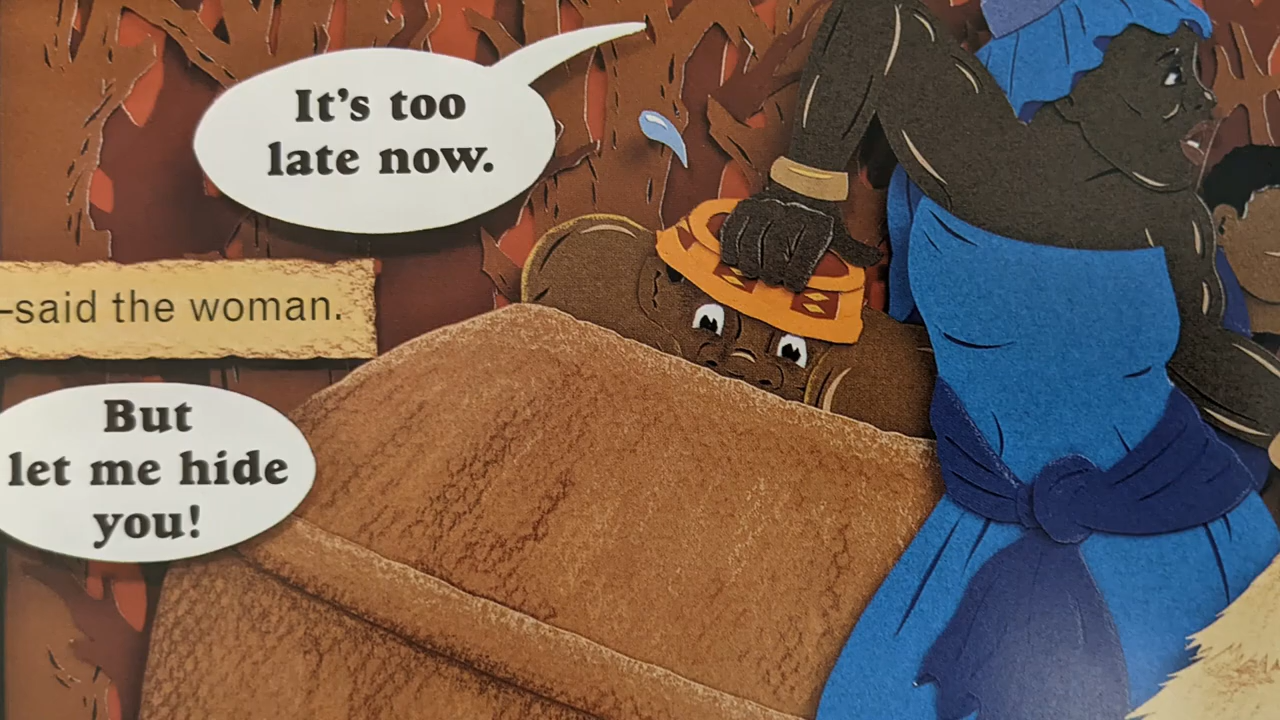 It's too
late now.
–said the woman.
But
let me hide
you!